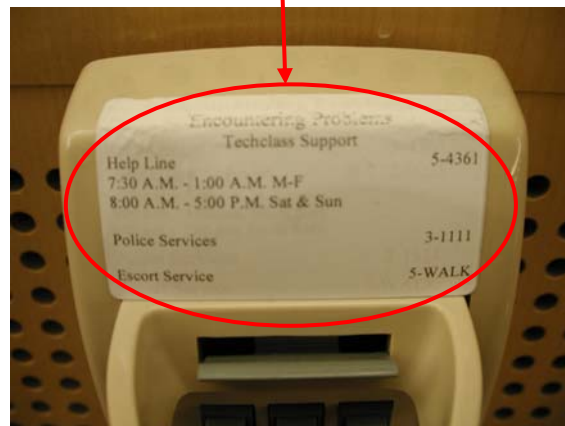 Encountering Problems
Techclass Support
Help Line 5-4361
7:30 A.M. - 1:00 A.M. M-F
8:00 A.M. - 5:00 P.M. Sat & Sun
Police Services 3-1111
Escort Service 5-WALK